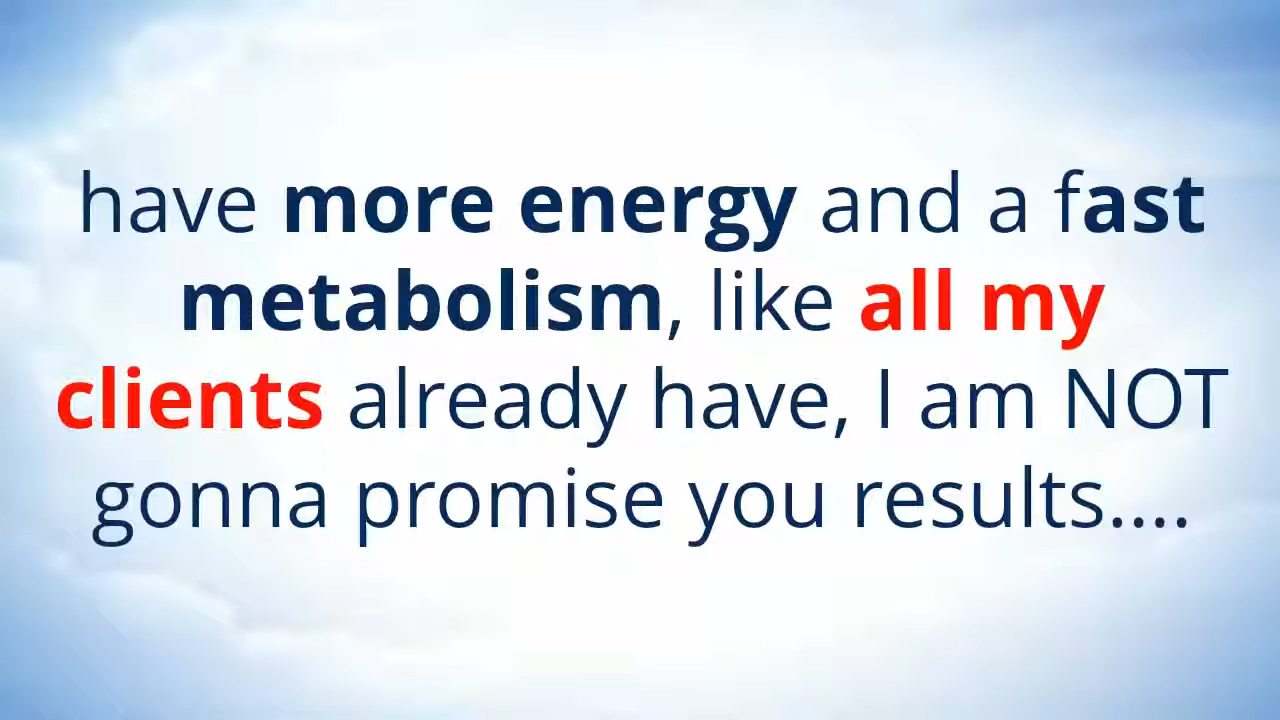 have more energy and a fast
metabolism, like all my
clients already have, I am NOT
gonna promise you results....